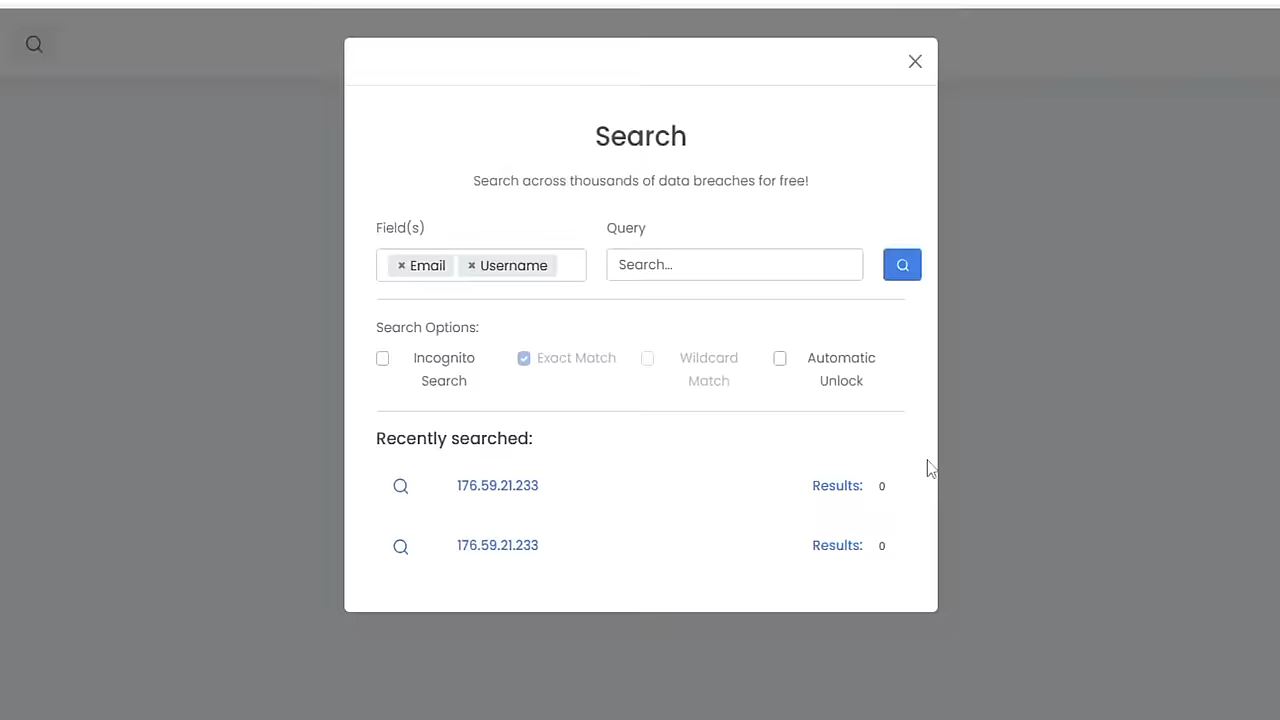 Search
Search across thousands of data breaches for free!
Field(s) Query
× Email × Username Search...
Search Options:
Incognito Search Exact Match Wildcard Match Automatic Unlock
Recently searched:
176.59.21.233 Results: 0
176.59.21.233 Results: 0